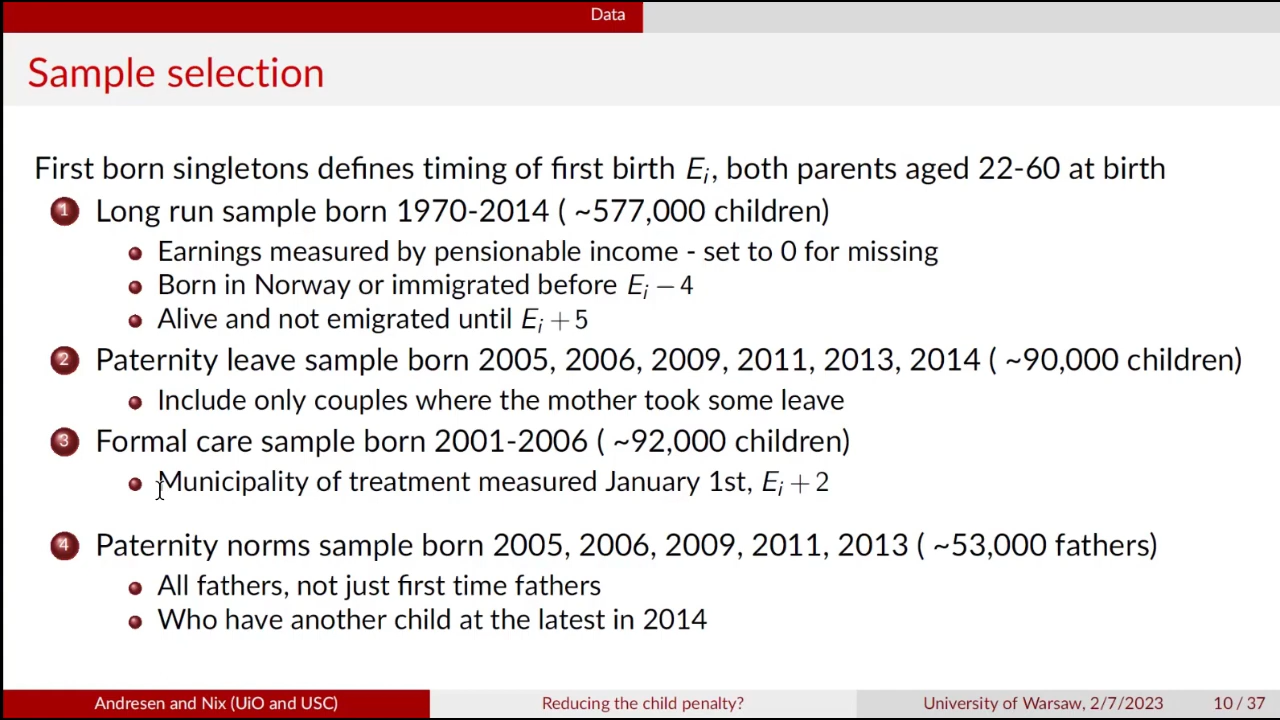 Data
Sample selection
First born singletons defines timing of first birth Eᵢ, both parents aged 22-60 at birth
1 Long run sample born 1970-2014 ( ~577,000 children)
Earnings measured by pensionable income - set to 0 for missing
Born in Norway or immigrated before Eᵢ − 4
Alive and not emigrated until Eᵢ + 5
2 Paternity leave sample born 2005, 2006, 2009, 2011, 2013, 2014 ( ~90,000 children)
Include only couples where the mother took some leave
3 Formal care sample born 2001-2006 ( ~92,000 children)
Municipality of treatment measured January 1st, Eᵢ + 2
4 Paternity norms sample born 2005, 2006, 2009, 2011, 2013 ( ~53,000 fathers)
All fathers, not just first time fathers
Who have another child at the latest in 2014
Andresen and Nix (UiO and USC) Reducing the child penalty? University of Warsaw, 2/7/2023 10 / 37